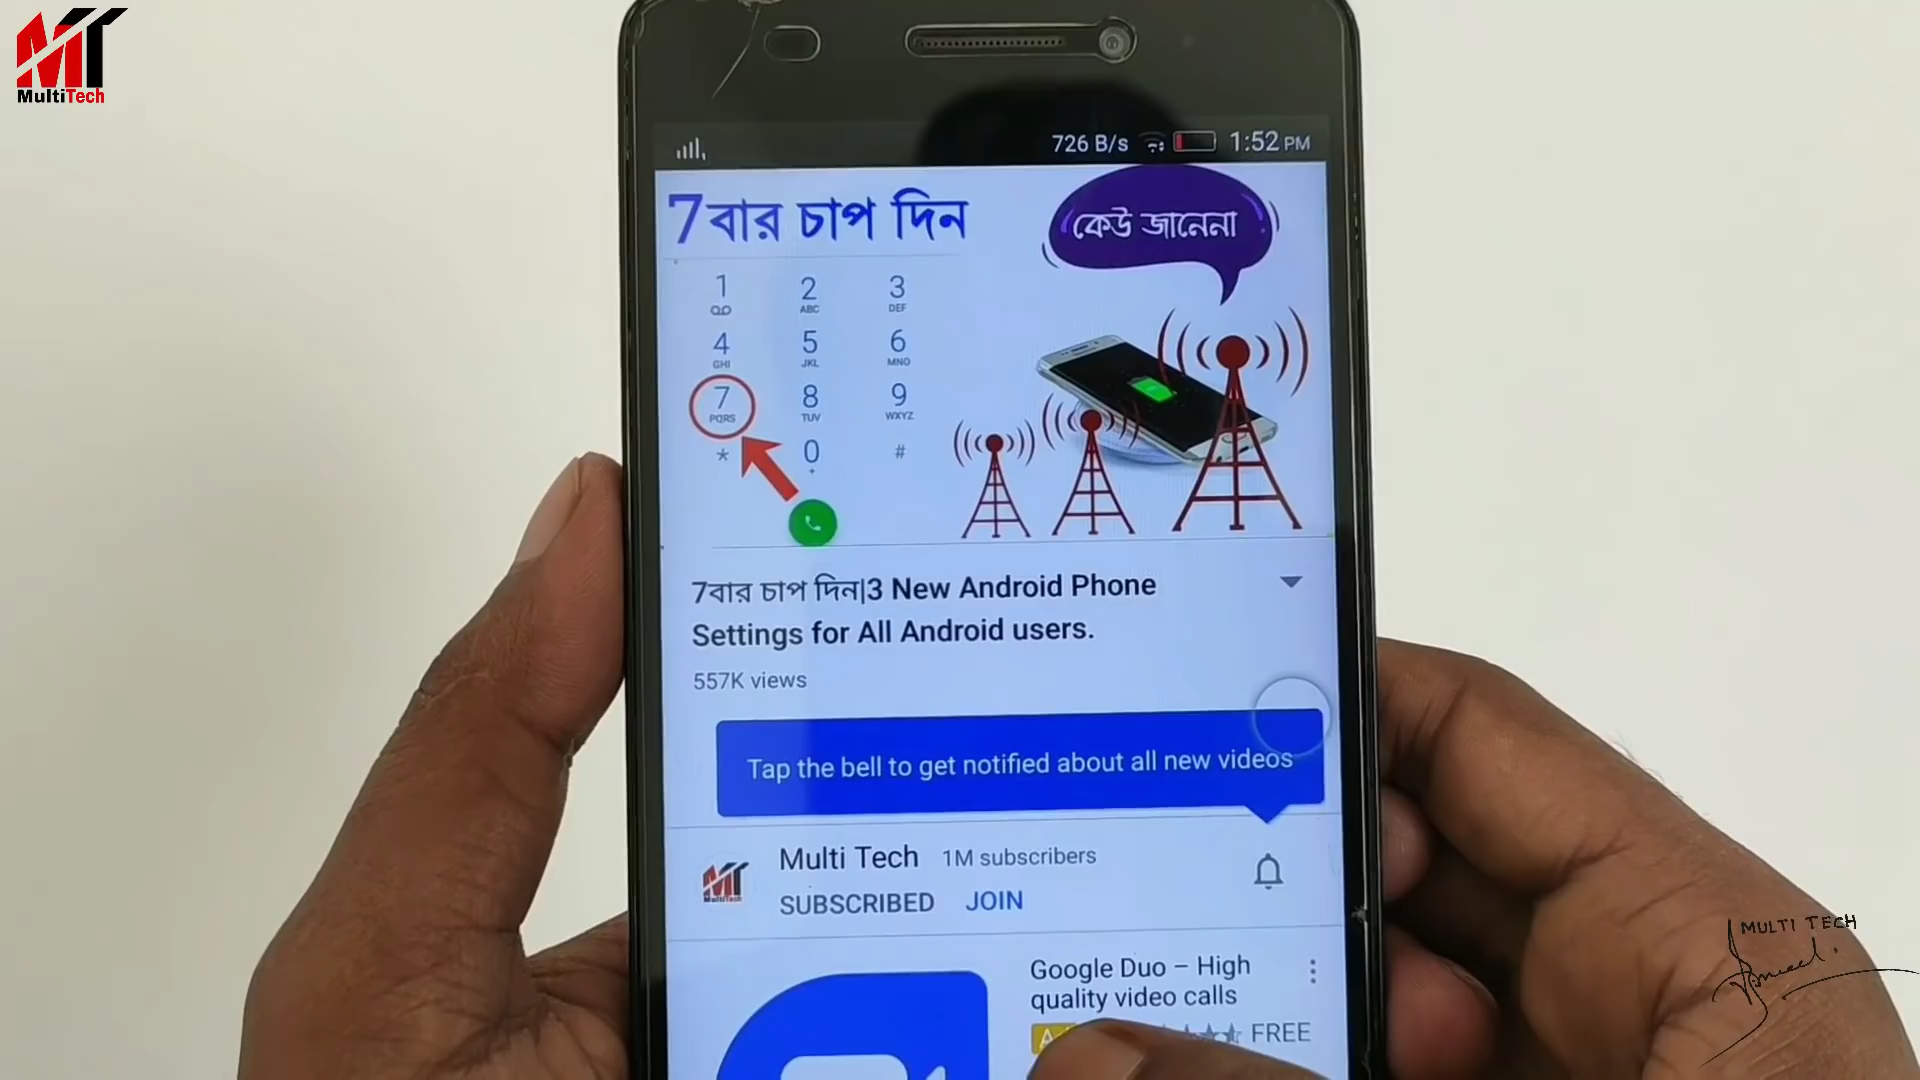 MT
MultiTech
726 B/s 1:52 PM
7বার চাপ দিন
কেউ জানেনা
1 2 3
ABC DEF
4 5 6
GHI JKL MNO
7 8 9
PQRS TUV WXYZ
* 0 #
+
7বার চাপ দিন|3 New Android Phone
Settings for All Android users.
557K views
Tap the bell to get notified about all new videos
MT
MultiTech
Multi Tech 1M subscribers
SUBSCRIBED JOIN
Google Duo – High
quality video calls
FREE
MULTI TECH